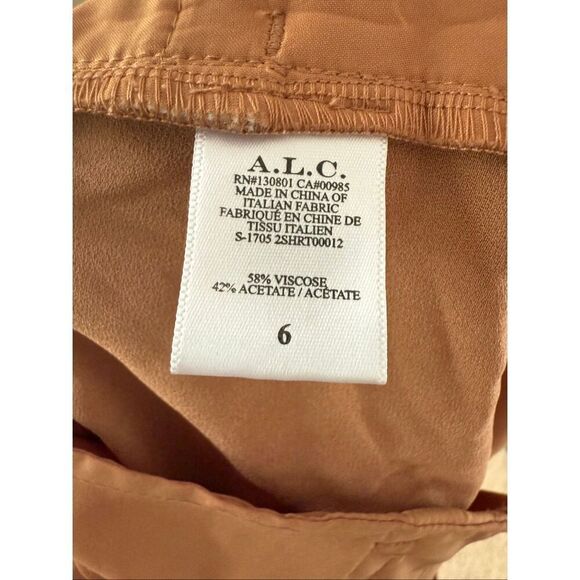 A.L.C.
RN#130801 CA#00985
MADE IN CHINA OF
ITALIAN FABRIC
FABRIQUÉ EN CHINE DE
TISSU ITALIEN
S-1705 2SHRT00012
58% VISCOSE
42% ACETATE / ACÉTATE
6